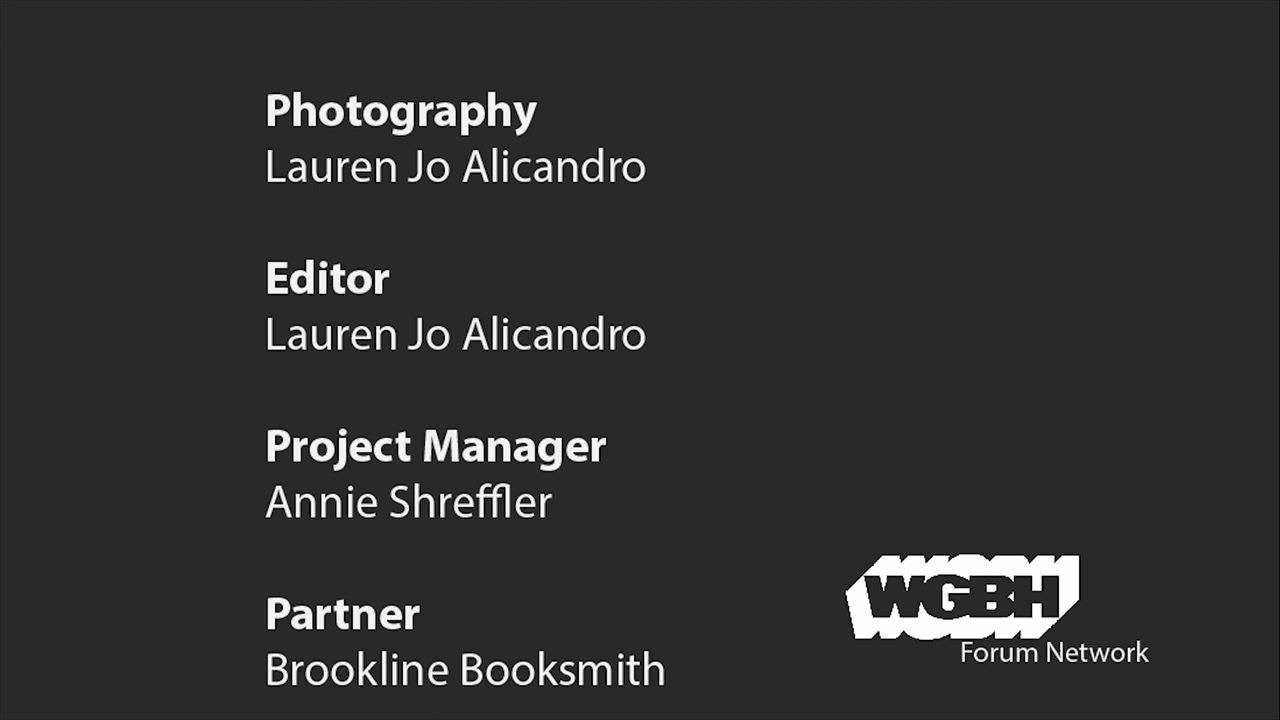 Photography
Lauren Jo Alicandro
Editor
Lauren Jo Alicandro
Project Manager
Annie Shreffler
Partner
Brookline Booksmith
WGBH
Forum Network